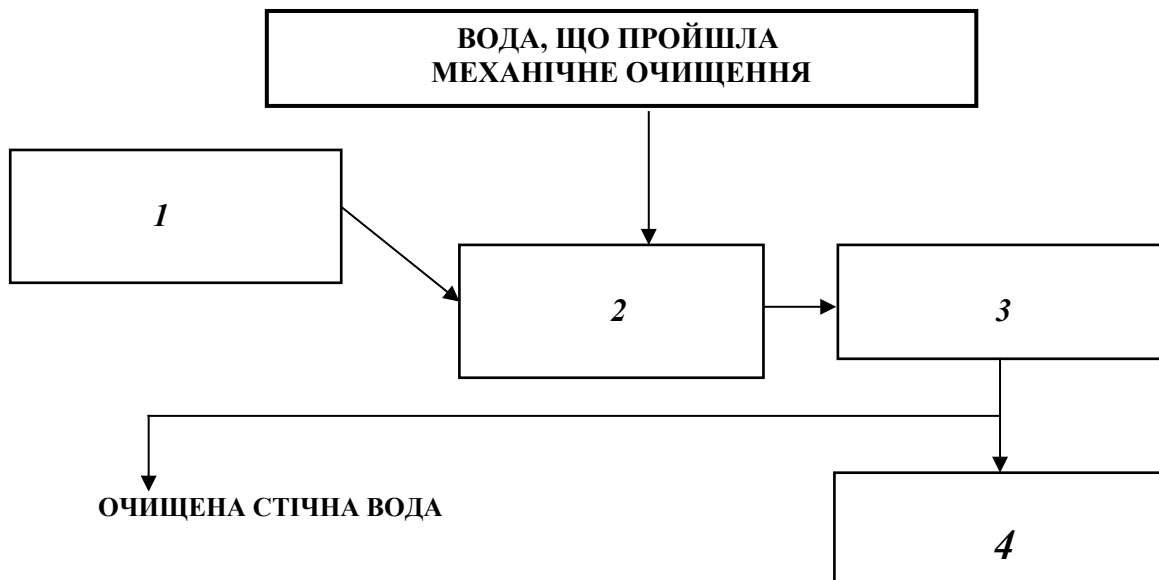 ВОДА, ЩО ПРОЙШЛА
МЕХАНІЧНЕ ОЧИЩЕННЯ
1
2
3
ОЧИЩЕНА СТІЧНА ВОДА
4